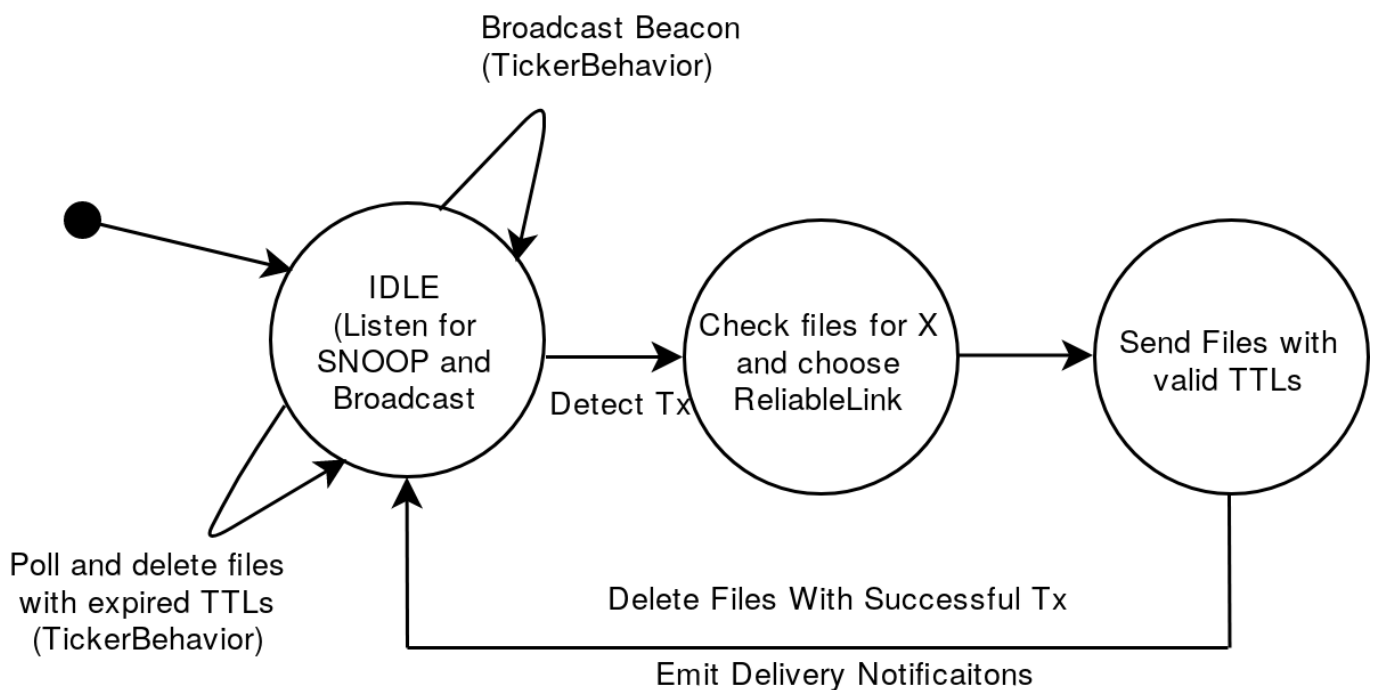 Broadcast Beacon
(TickerBehavior)
IDLE
(Listen for
SNOOP and
Broadcast
Detect Tx
Check files for X
and choose
ReliableLink
Send Files with
valid TTLs
Poll and delete files
with expired TTLs
(TickerBehavior)
Delete Files With Successful Tx
Emit Delivery Notificaitons